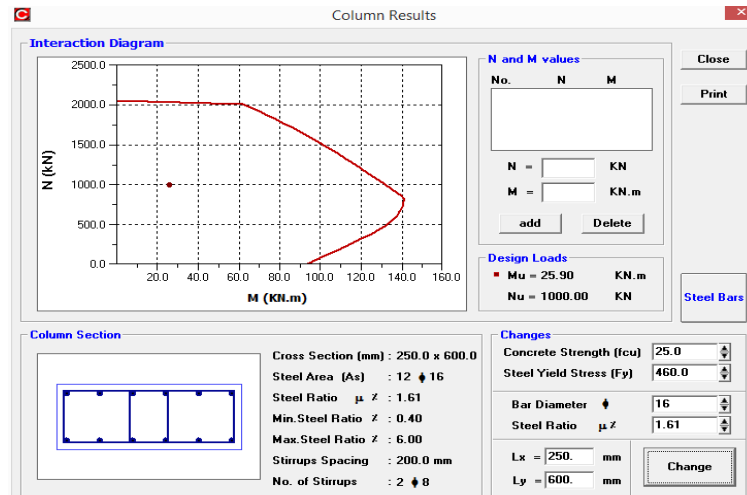 C
Column Results
Interaction Diagram
2500.0
2000.0
1500.0
1000.0
500.0
0.0
N (kN)
20.0 40.0 60.0 80.0 100.0 120.0 140.0 160.0
M (KN.m)
N and M values
No. N M
N = KN
M = KN.m
add Delete
Design Loads
Mu = 25.90 KN.m
Nu = 1000.00 KN
Close
Print
Steel Bars
Column Section
Cross Section (mm) : 250.0 x 600.0
Steel Area (As) : 12 ϕ 16
Steel Ratio μ % : 1.61
Min.Steel Ratio % : 0.40
Max.Steel Ratio % : 6.00
Stirrups Spacing : 200.0 mm
No. of Stirrups : 2 ϕ 8
Changes
Concrete Strength (fcu) 25.0
Steel Yield Stress (Fy) 460.0
Bar Diameter ϕ 16
Steel Ratio μ % 1.61
Lx = 250. mm
Ly = 600. mm
Change